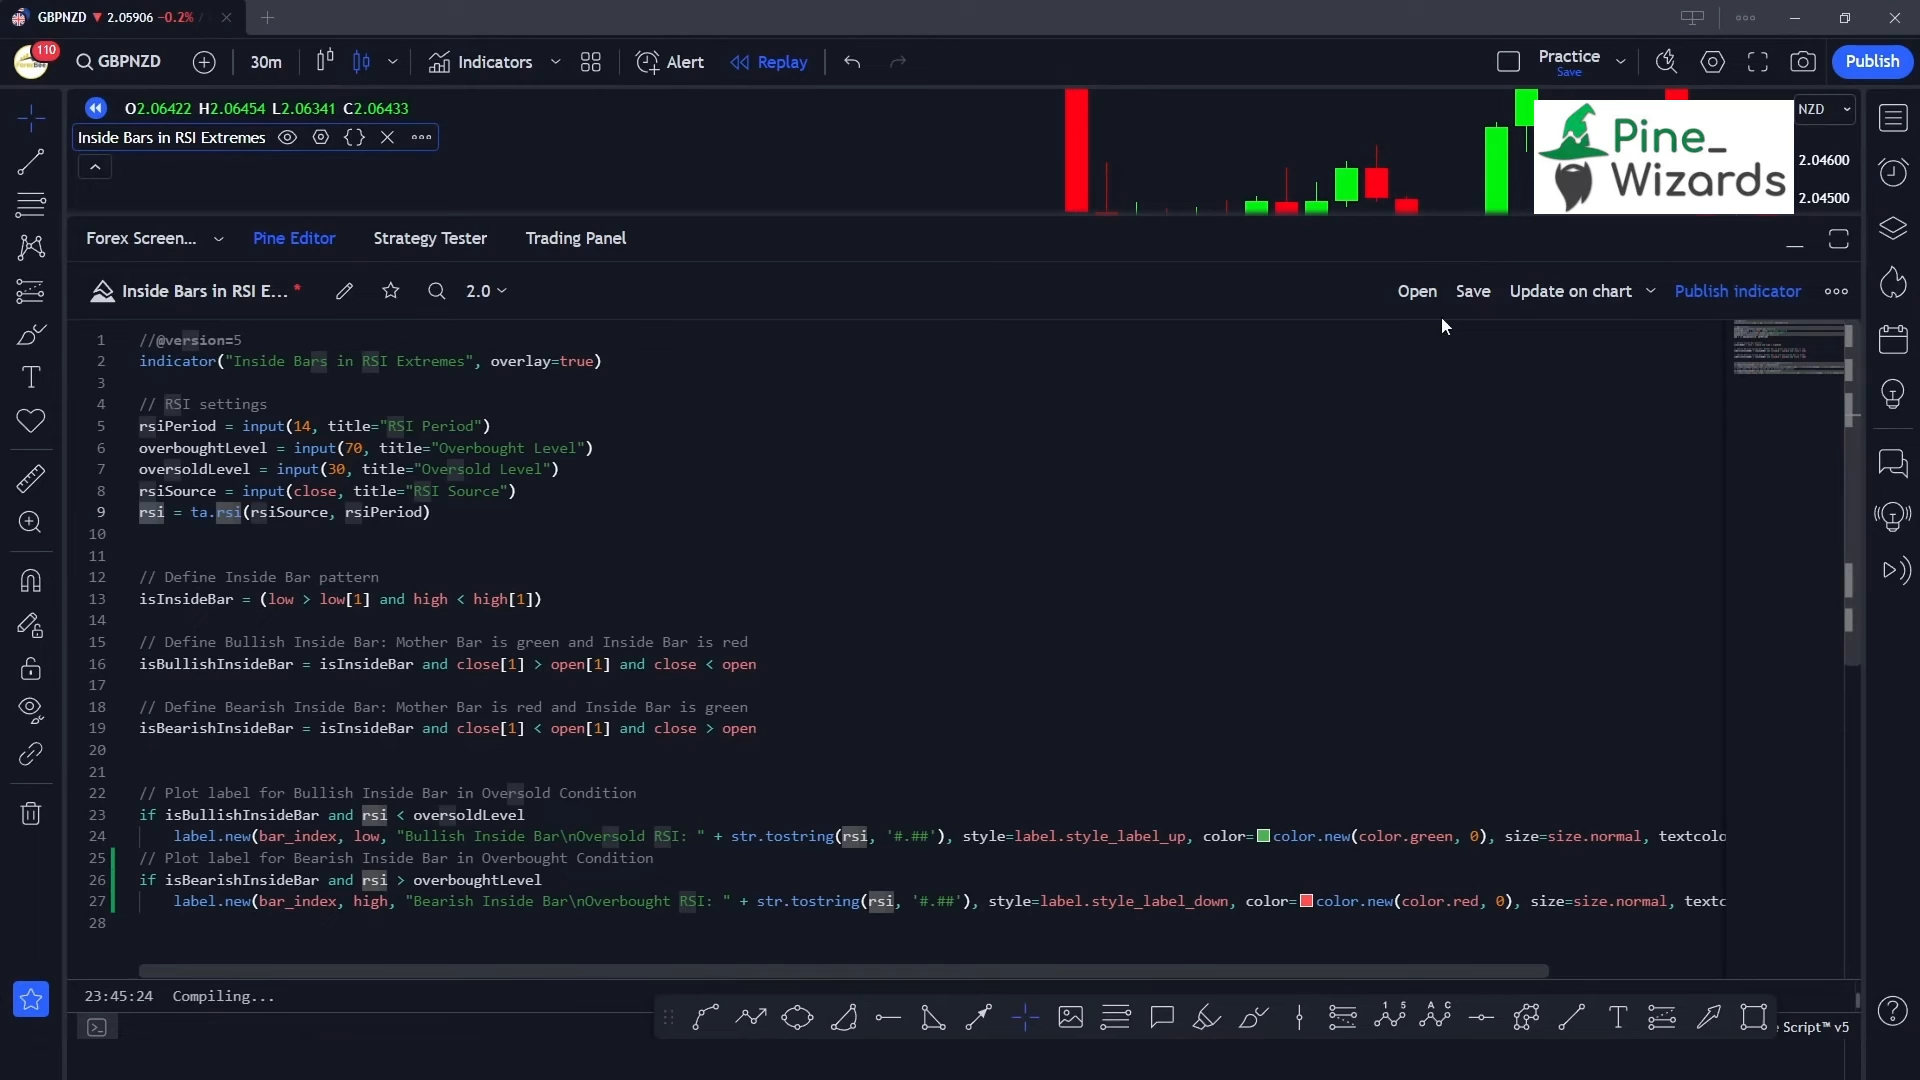 GBPNZD ▼ 2.05906 −0.2% /
110
GBPNZD 30m Indicators Alert Replay Practice Save Publish
O2.06422 H2.06454 L2.06341 C2.06433
NZD
Inside Bars in RSI Extremes
Pine_
Wizards
2.04600
2.04500
Forex Screen... Pine Editor Strategy Tester Trading Panel
Inside Bars in RSI E... * 2.0 Open Save Update on chart Publish indicator
1 //@version=5
2 indicator("Inside Bars in RSI Extremes", overlay=true)
3
4 // RSI settings
5 rsiPeriod = input(14, title="RSI Period")
6 overboughtLevel = input(70, title="Overbought Level")
7 oversoldLevel = input(30, title="Oversold Level")
8 rsiSource = input(close, title="RSI Source")
9 rsi = ta.rsi(rsiSource, rsiPeriod)
10
11
12 // Define Inside Bar pattern
13 isInsideBar = (low > low[1] and high < high[1])
14
15 // Define Bullish Inside Bar: Mother Bar is green and Inside Bar is red
16 isBullishInsideBar = isInsideBar and close[1] > open[1] and close < open
17
18 // Define Bearish Inside Bar: Mother Bar is red and Inside Bar is green
19 isBearishInsideBar = isInsideBar and close[1] < open[1] and close > open
20
21
22 // Plot label for Bullish Inside Bar in Oversold Condition
23 if isBullishInsideBar and rsi < oversoldLevel
24 label.new(bar_index, low, "Bullish Inside Bar\nOversold RSI: " + str.tostring(rsi, '#.##'), style=label.style_label_up, color=color.new(color.green, 0), size=size.normal, textcolo
25 // Plot label for Bearish Inside Bar in Overbought Condition
26 if isBearishInsideBar and rsi > overboughtLevel
27 label.new(bar_index, high, "Bearish Inside Bar\nOverbought RSI: " + str.tostring(rsi, '#.##'), style=label.style_label_down, color=color.new(color.red, 0), size=size.normal, textc
28
23:45:24 Compiling...
e Script™ v5